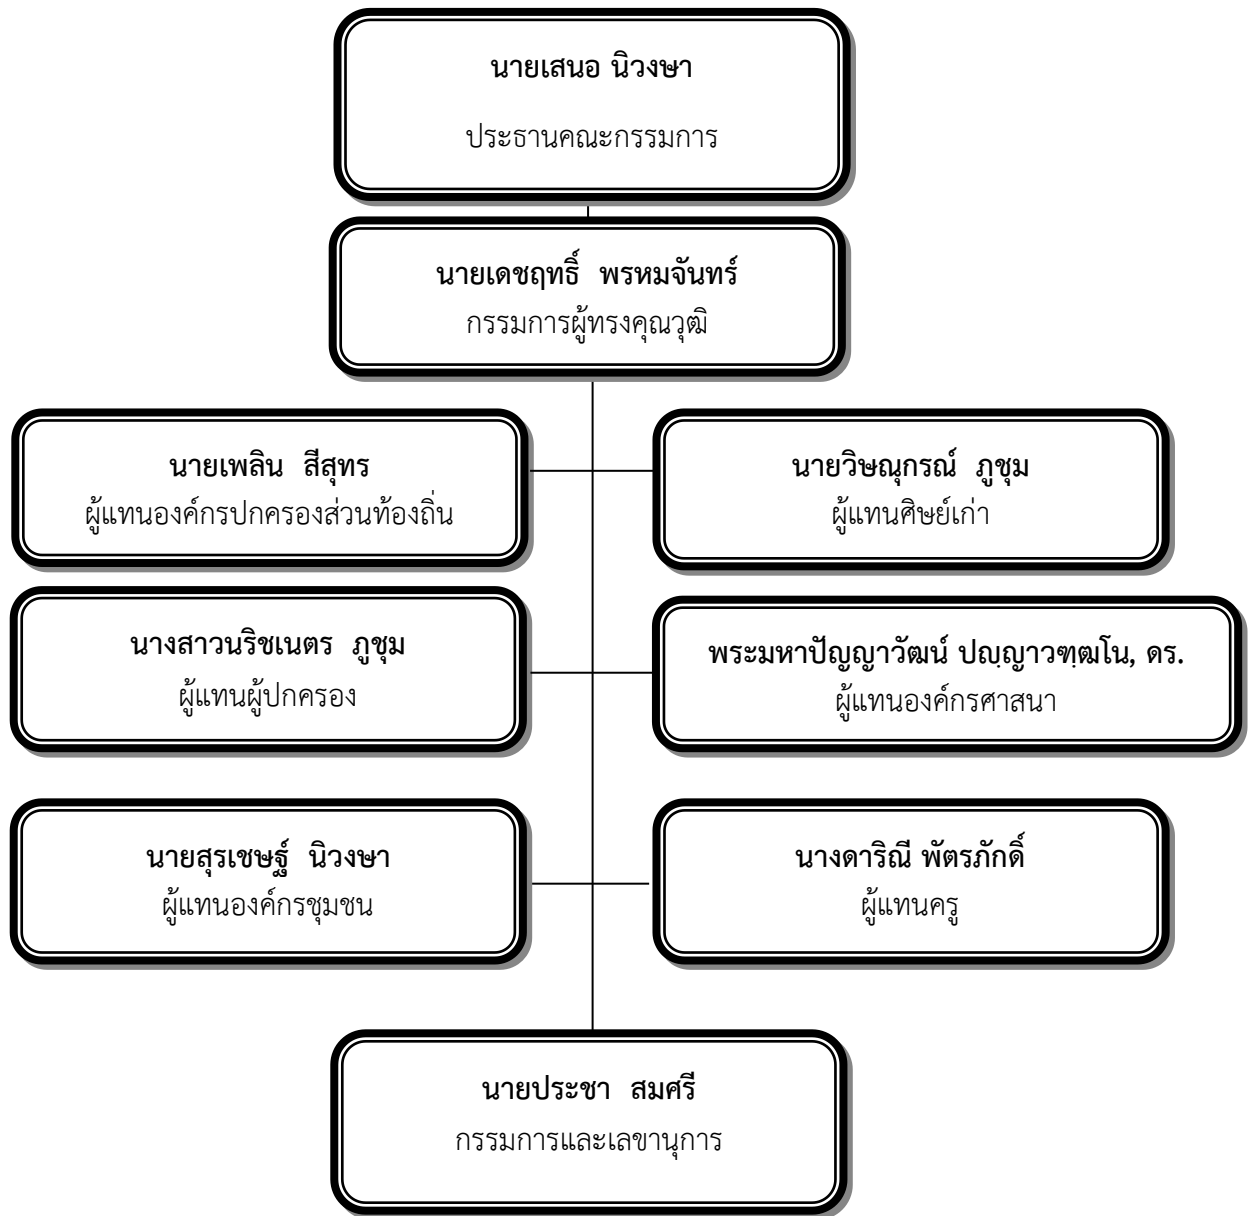 นายเสนอ นิวงษา
ประธานคณะกรรมการ
นายเดชฤทธิ์  พรหมจันทร์
กรรมการผู้ทรงคุณวุฒิ
นายเพลิน  สีสุทร
ผู้แทนองค์กรปกครองส่วนท้องถิ่น
นายวิษณุกรณ์  ภูชุม
ผู้แทนศิษย์เก่า
นางสาวนริชเนตร  ภูชุม
ผู้แทนผู้ปกครอง
พระมหาปัญญาวัฒน์ ปญฺญาวฑฺฒโน, ดร.
ผู้แทนองค์กรศาสนา
นายสุรเชษฐ์  นิวงษา
ผู้แทนองค์กรชุมชน
นางดาริณี พัตรภักดิ์
ผู้แทนครู
นายประชา  สมศรี
กรรมการและเลขานุการ